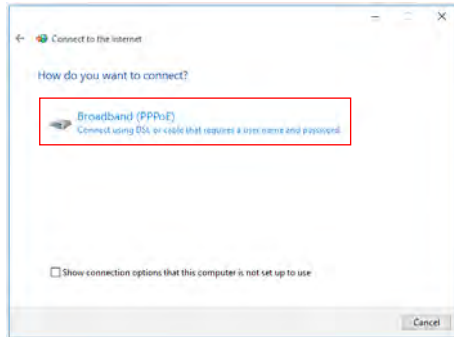 Connect to the Internet
How do you want to connect?
Broadband (PPPoE)
Connect using DSL or cable that requires a user name and password.
Show connection options that this computer is not set up to use
Cancel